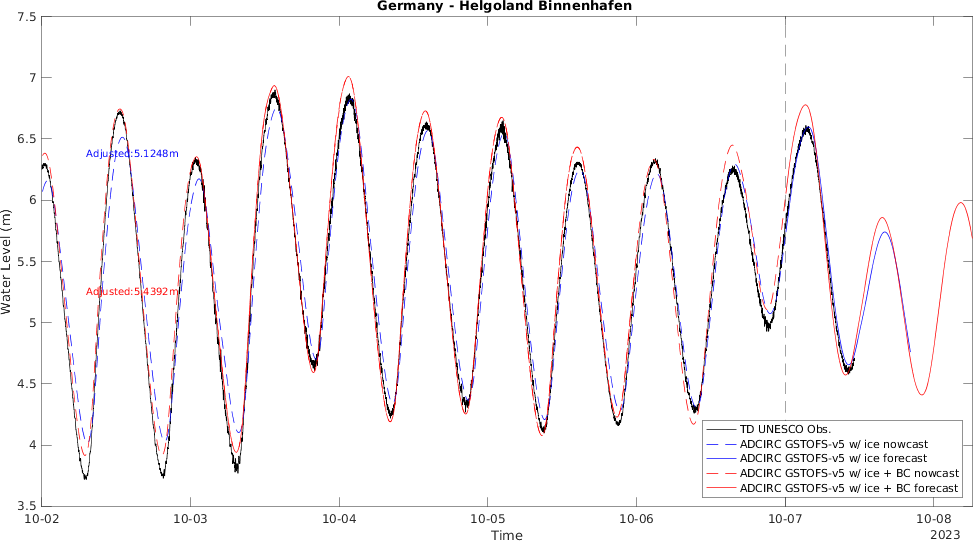 Germany - Helgoland Binnenhafen
7.5
7
6.5
6
5.5
5
4.5
4
3.5
Water Level (m)
Adjusted:5.1248m
Adjusted:5.4392m
TD UNESCO Obs.
ADCIRC GSTOFS-v5 w/ ice nowcast
ADCIRC GSTOFS-v5 w/ ice forecast
ADCIRC GSTOFS-v5 w/ ice + BC nowcast
ADCIRC GSTOFS-v5 w/ ice + BC forecast
10-02 10-03 10-04 10-05 10-06 10-07 10-08
Time
2023